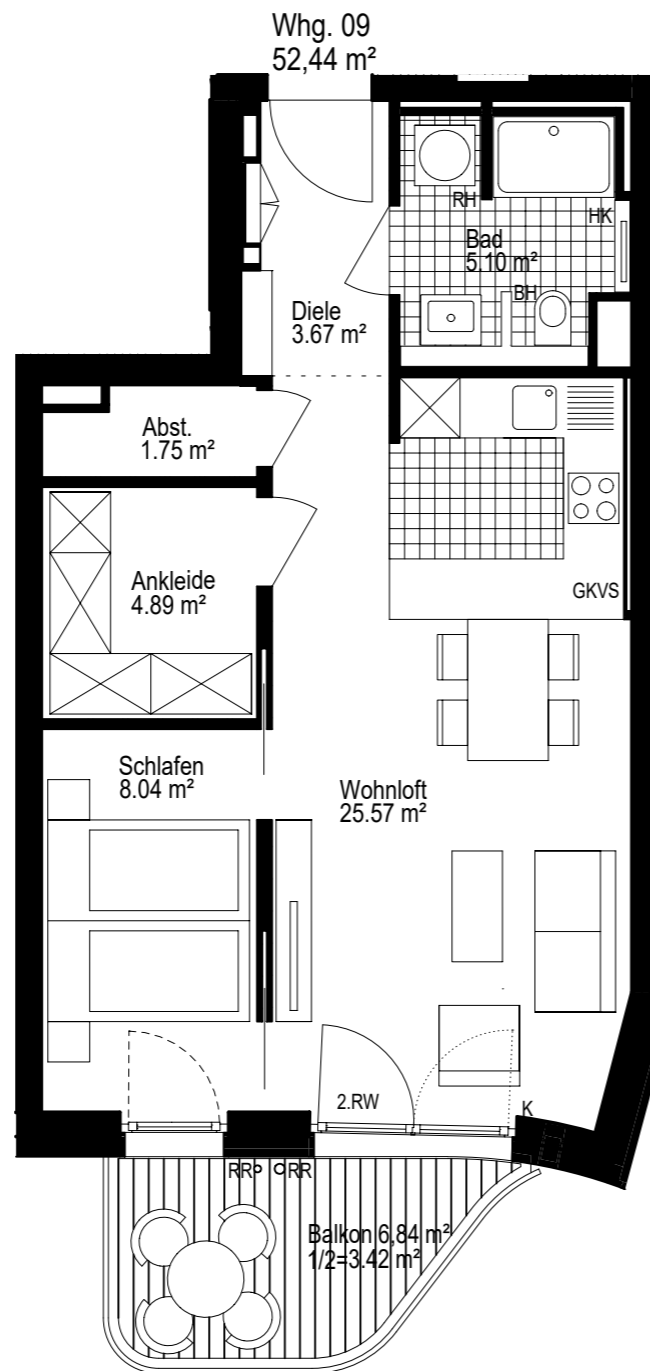 Whg. 09
52,44 m²
RH
HK
Bad
5.10 m²
BH
Diele
3.67 m²
Abst.
1.75 m²
Ankleide
4.89 m²
GKVS
Schlafen
8.04 m²
Wohnloft
25.57 m²
2.RW
K
RR RR
Balkon 6,84 m²
1/2=3.42 m²